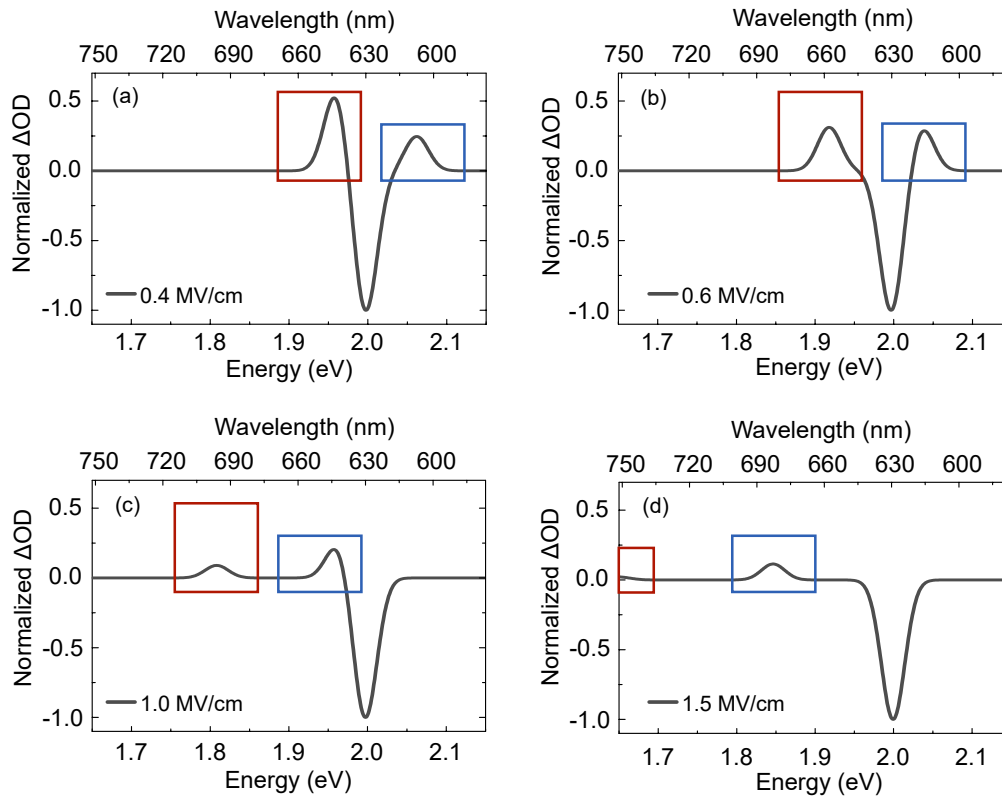 Wavelength (nm)
750 720 690 660 630 600
(a)
Normalized ΔOD
0.5
0.0
-0.5
-1.0
0.4 MV/cm
1.7 1.8 1.9 2.0 2.1
Energy (eV)
Wavelength (nm)
750 720 690 660 630 600
(b)
Normalized ΔOD
0.5
0.0
-0.5
-1.0
0.6 MV/cm
1.7 1.8 1.9 2.0 2.1
Energy (eV)
Wavelength (nm)
750 720 690 660 630 600
(c)
Normalized ΔOD
0.5
0.0
-0.5
-1.0
1.0 MV/cm
1.7 1.8 1.9 2.0 2.1
Energy (eV)
Wavelength (nm)
750 720 690 660 630 600
(d)
Normalized ΔOD
0.5
0.0
-0.5
-1.0
1.5 MV/cm
1.7 1.8 1.9 2.0 2.1
Energy (eV)